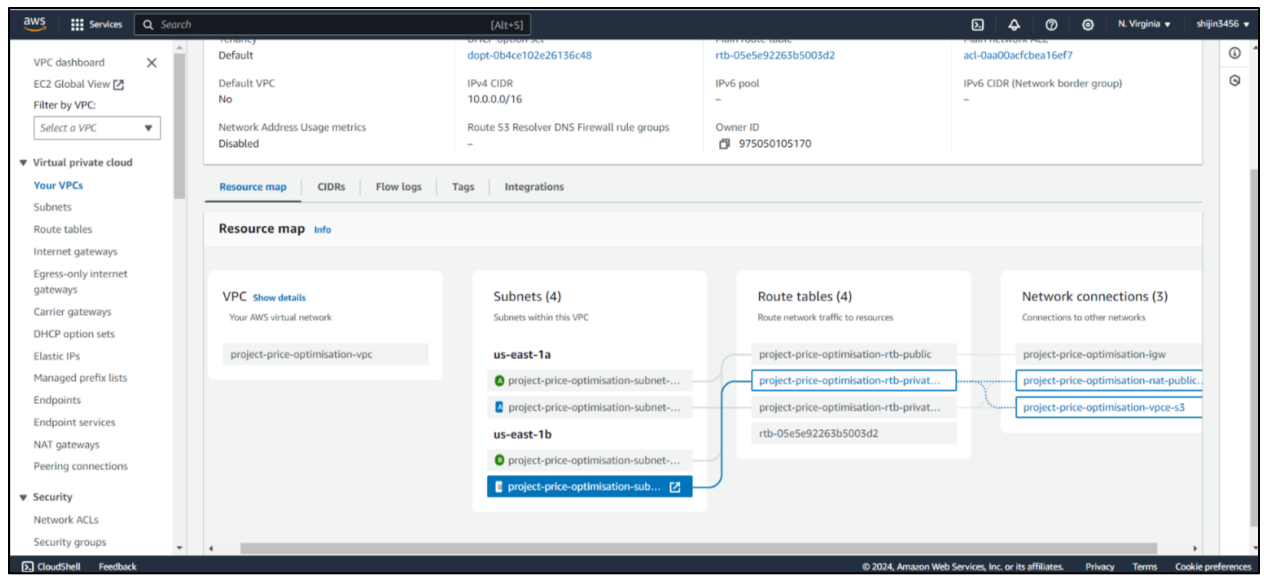 aws
Services
Search
[Alt+S]
N. Virginia
shijin3456
VPC dashboard
EC2 Global View
Filter by VPC:
Select a VPC
Virtual private cloud
Your VPCs
Subnets
Route tables
Internet gateways
Egress-only internet
gateways
Carrier gateways
DHCP option sets
Elastic IPs
Managed prefix lists
Endpoints
Endpoint services
NAT gateways
Peering connections
Security
Network ACLs
Security groups
Tenancy
DHCP option set
Main route table
Main network ACL
Default
dopt-0b4ce102e26136c48
rtb-05e5e92263b5003d2
acl-0aa00acfcbea16ef7
Default VPC
IPv4 CIDR
IPv6 pool
IPv6 CIDR (Network border group)
No
10.0.0.0/16
–
–
Network Address Usage metrics
Route 53 Resolver DNS Firewall rule groups
Owner ID
Disabled
–
975050105170
Resource map
CIDRs
Flow logs
Tags
Integrations
Resource map Info
VPC Show details
Your AWS virtual network
project-price-optimisation-vpc
Subnets (4)
Subnets within this VPC
us-east-1a
A project-price-optimisation-subnet-...
A project-price-optimisation-subnet-...
us-east-1b
B project-price-optimisation-subnet-...
B project-price-optimisation-sub...
Route tables (4)
Route network traffic to resources
project-price-optimisation-rtb-public
project-price-optimisation-rtb-privat...
project-price-optimisation-rtb-privat...
rtb-05e5e92263b5003d2
Network connections (3)
Connections to other networks
project-price-optimisation-igw
project-price-optimisation-nat-public...
project-price-optimisation-vpce-s3
CloudShell
Feedback
© 2024, Amazon Web Services, Inc. or its affiliates.
Privacy
Terms
Cookie preferences